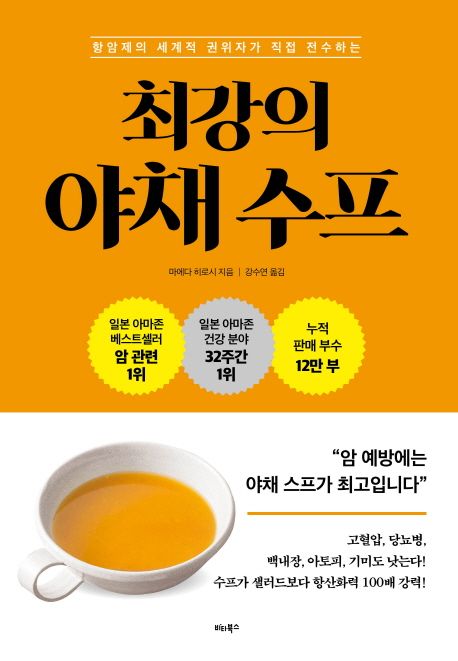 항암제의 세계적 권위자가 직접 전수하는
최강의
야채 수프
마에다 히로시 지음 | 강수연 옮김
일본 아마존
베스트셀러
암 관련
1위
일본 아마존
건강 분야
32주간
1위
누적
판매 부수
12만 부
“암 예방에는
야채 스프가 최고입니다”
고혈압, 당뇨병,
백내장, 아토피, 기미도 낫는다!
수프가 샐러드보다 항산화력 100배 강력!
비타북스